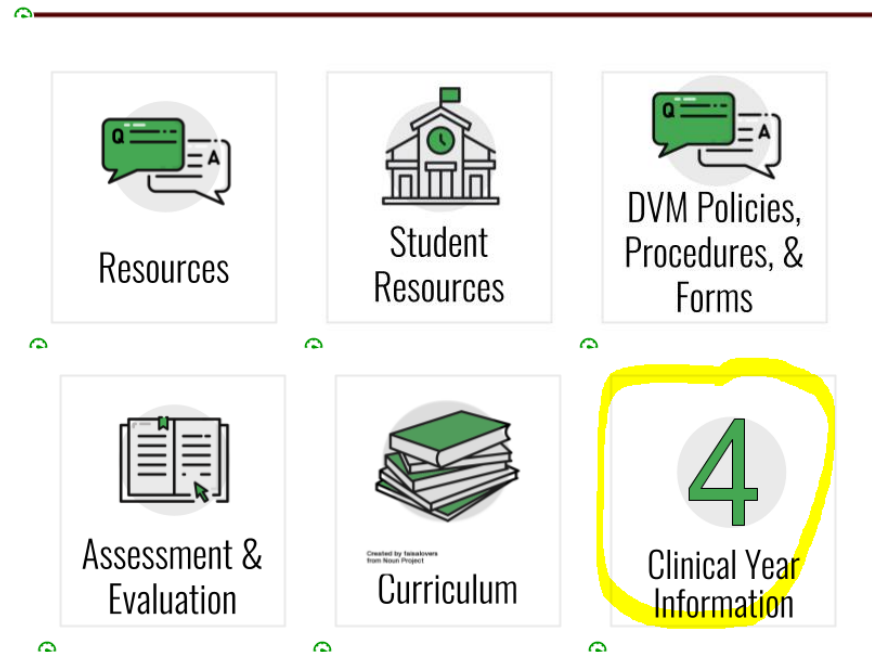 Q
A
Resources
Student
Resources
Q
A
DVM Policies,
Procedures, &
Forms
Assessment &
Evaluation
Created by faisalovers
from Noun Project
Curriculum
4
Clinical Year
Information